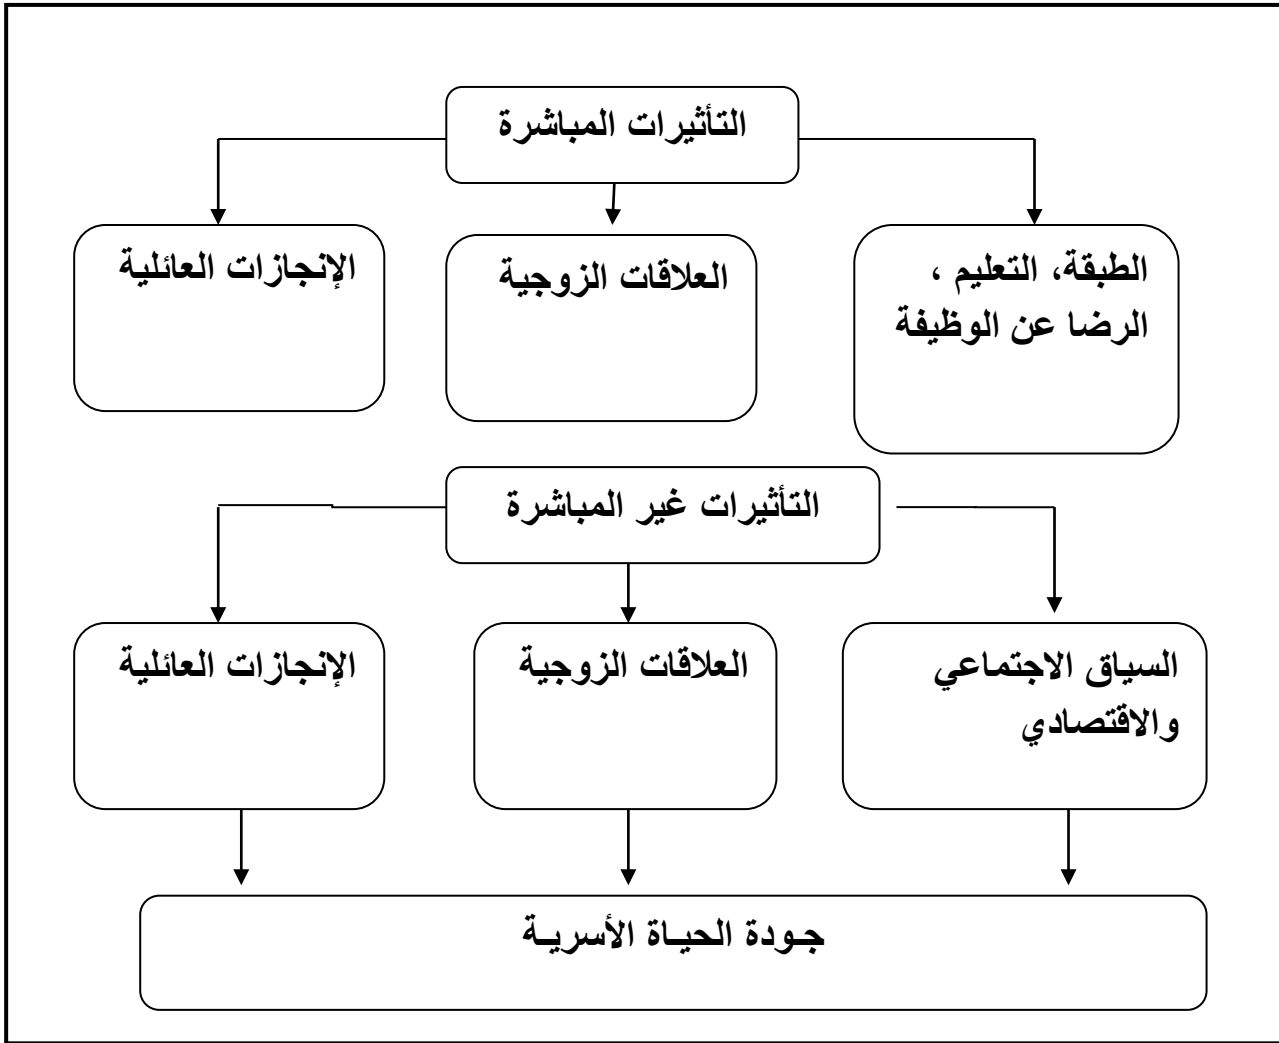 التأثيرات المباشرة
الطبقة، التعليم ،
الرضا عن الوظيفة
العلاقات الزوجية
الإنجازات العائلية
التأثيرات غير المباشرة
السياق الاجتماعي
والاقتصادي
العلاقات الزوجية
الإنجازات العائلية
جـودة الحيـاة الأسريـة